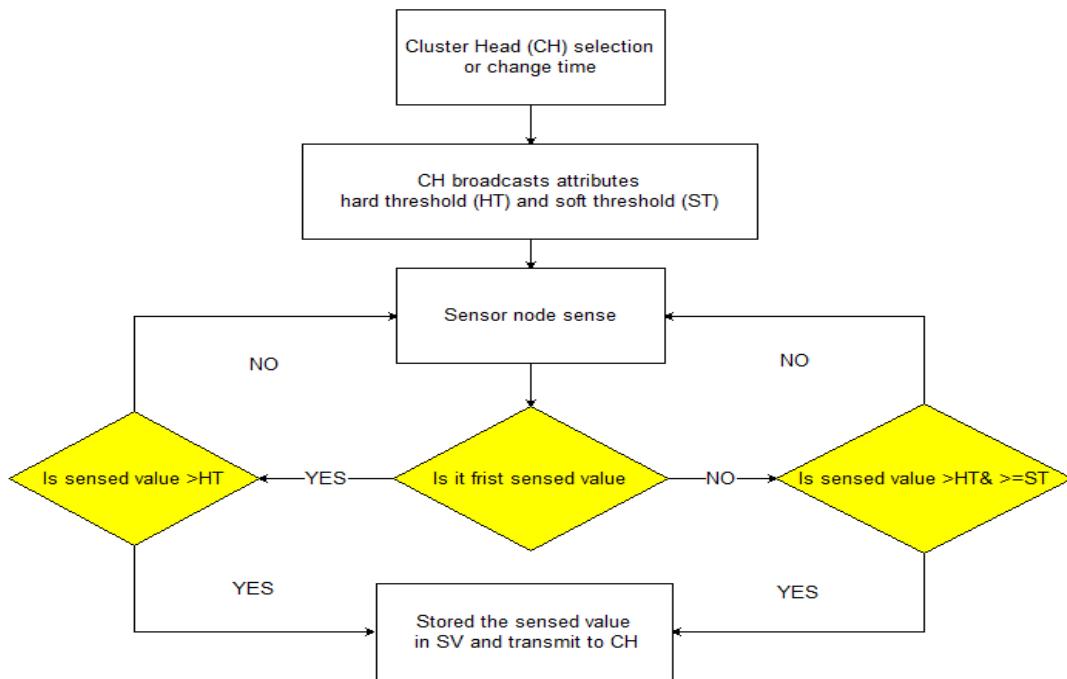 Cluster Head (CH) selection
or change time
CH broadcasts attributes
hard threshold (HT) and soft threshold (ST)
Sensor node sense
NO
NO
Is sensed value >HT
YES
Is it frist sensed value
NO
Is sensed value >HT& >=ST
YES
YES
Stored the sensed value
in SV and transmit to CH